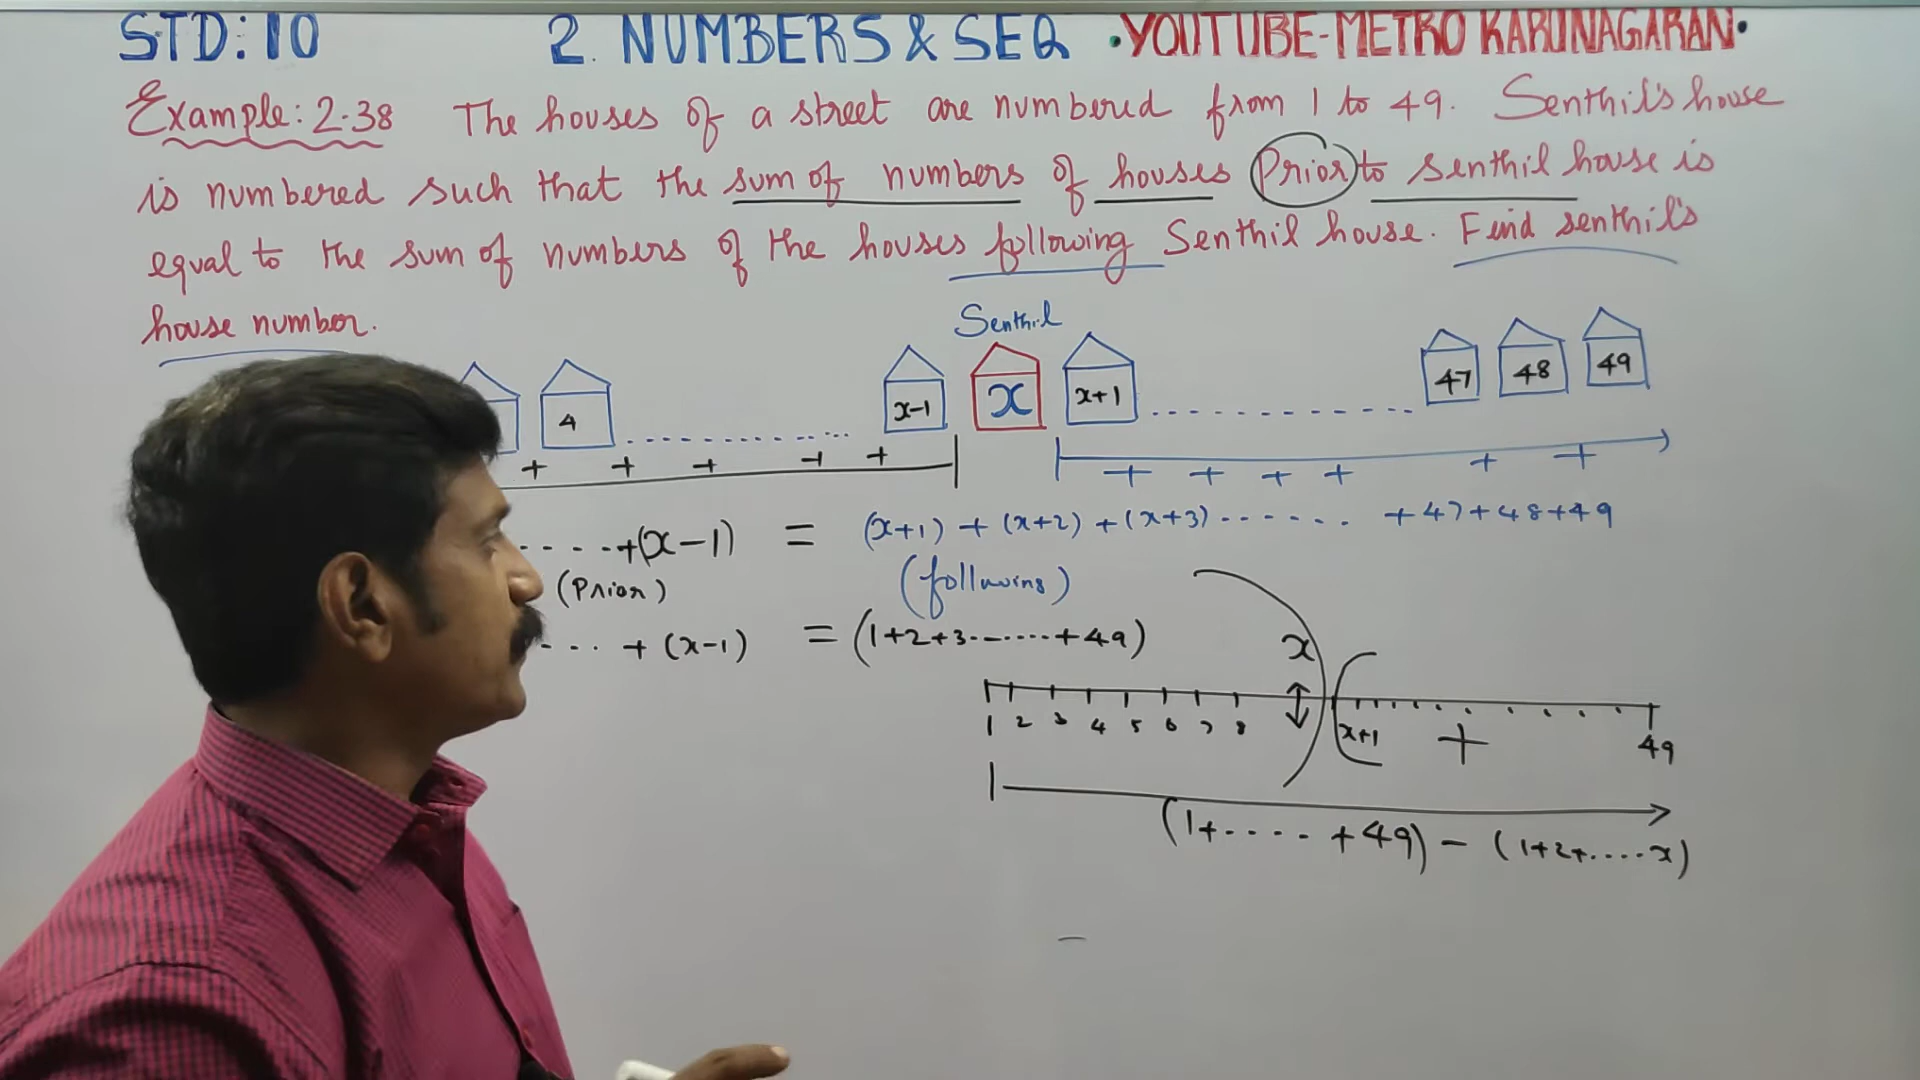 STD: 10 2. NUMBERS & SEQ • YOUTUBE-METRO KARUNAGARAN •
Example: 2.38 The houses of a street are numbered from 1 to 49. Senthil's house
is numbered such that the sum of numbers of houses Prior to senthil house is
equal to the sum of numbers of the houses following Senthil house. Find senthil's
house number.
Senthil
4 ............ x-1 x x+1 ............ 47 48 49
+ + + + + + + + + + +
.....+(x-1) = (x+1) + (x+2) + (x+3) ...... + 47 + 48 + 49
(Prior) (following)
.... + (x-1) = (1+2+3.......+49)
x
1 2 3 4 5 6 7 8 x+1 + 49
(1+.... +49) - (1+2+....x)